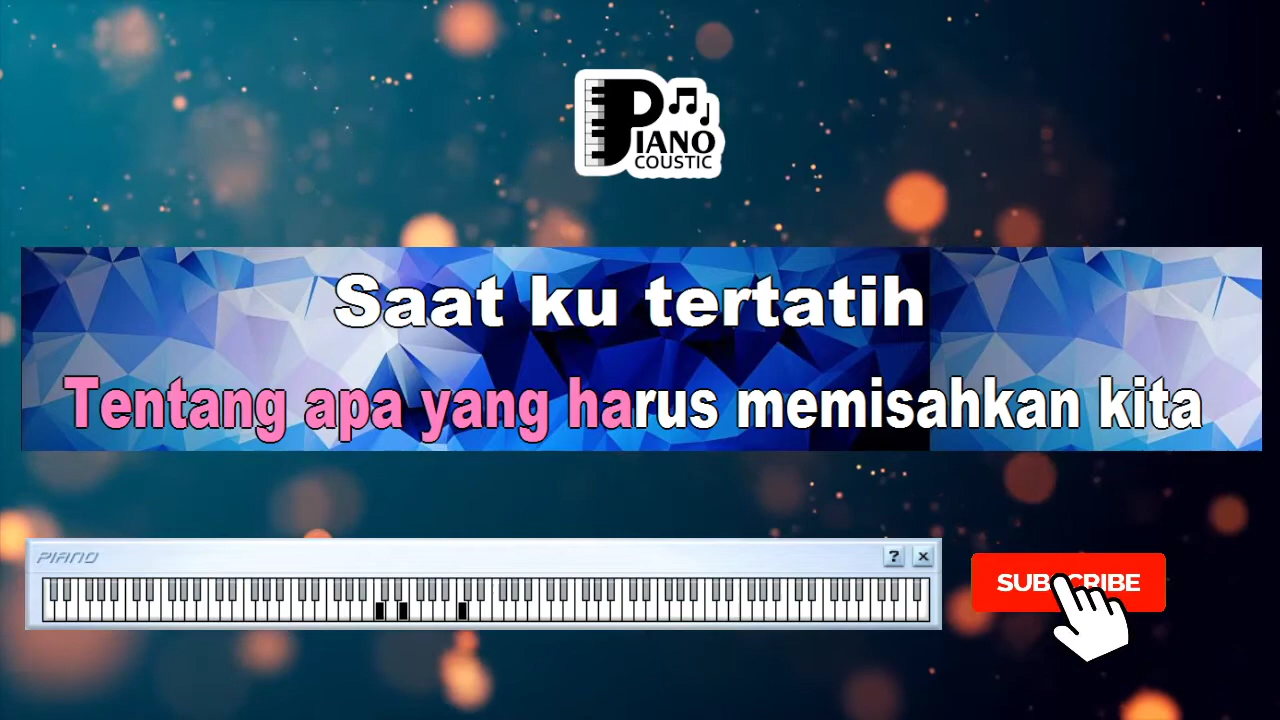 PIANO
COUSTIC
Saat ku tertatih
Tentang apa yang harus memisahkan kita
PIANO
? ×
SUBSCRIBE